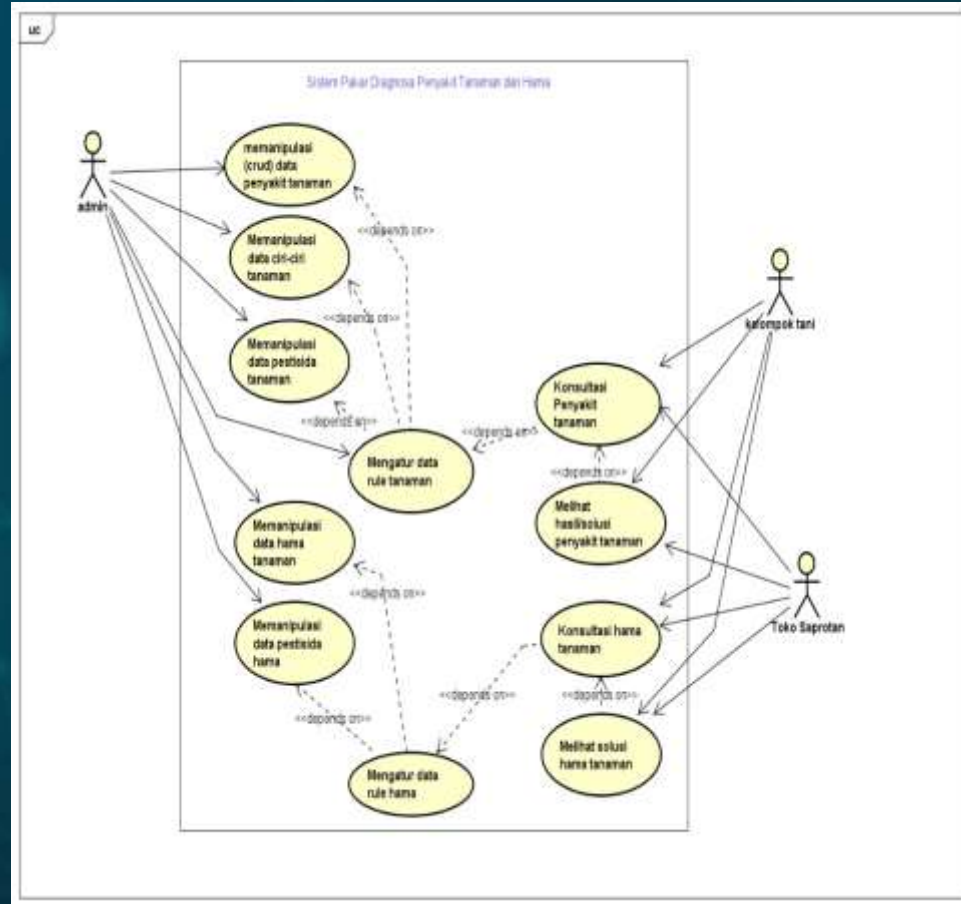 uc
Sistem Pakar Diagnosa Penyakit Tanaman dan Hama
memanipulasi
(crud) data
penyakit tanaman
admin
<<depends on>>
Memanipulasi
data ciri-ciri
tanaman
<<depends on>>
kelompok tani
Memanipulasi
data pestisida
tanaman
<<depends on>>
Konsultasi
Penyakit
tanaman
<<depends on>>
Mengatur data
rule tanaman
<<depends on>>
Melihat
hasil/solusi
penyakit tanaman
Memanipulasi
data hama
tanaman
<<depends on>>
Memanipulasi
data pestisida
hama
Konsultasi hama
tanaman
Toko Saprotan
<<depends on>>
<<depends on>>
<<depends on>>
Melihat solusi
hama tanaman
Mengatur data
rule hama